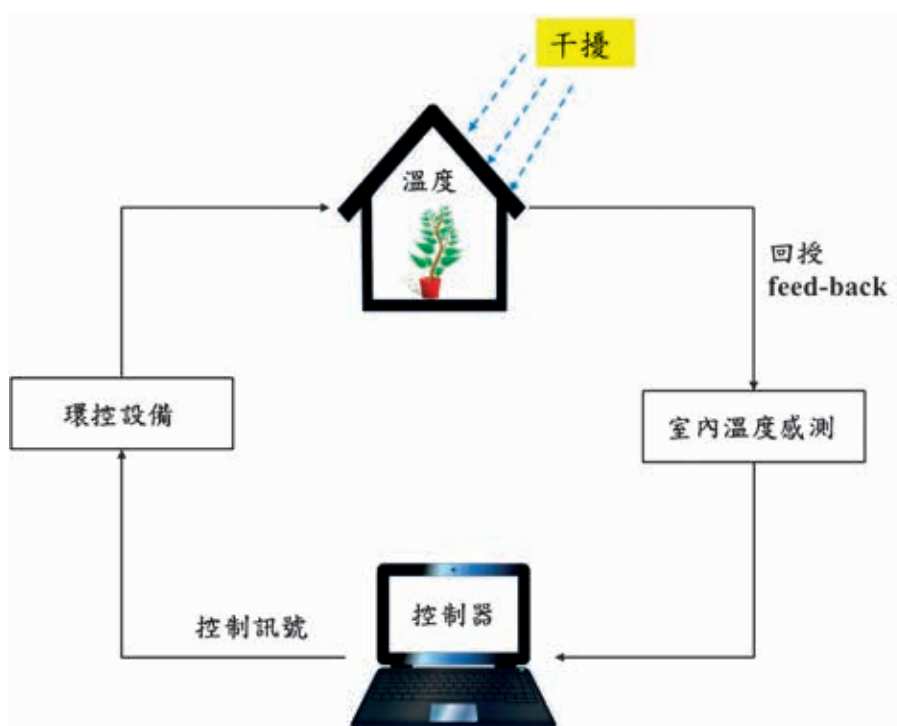 干擾
溫度
回授
feed-back
環控設備
室內溫度感測
控制器
控制訊號